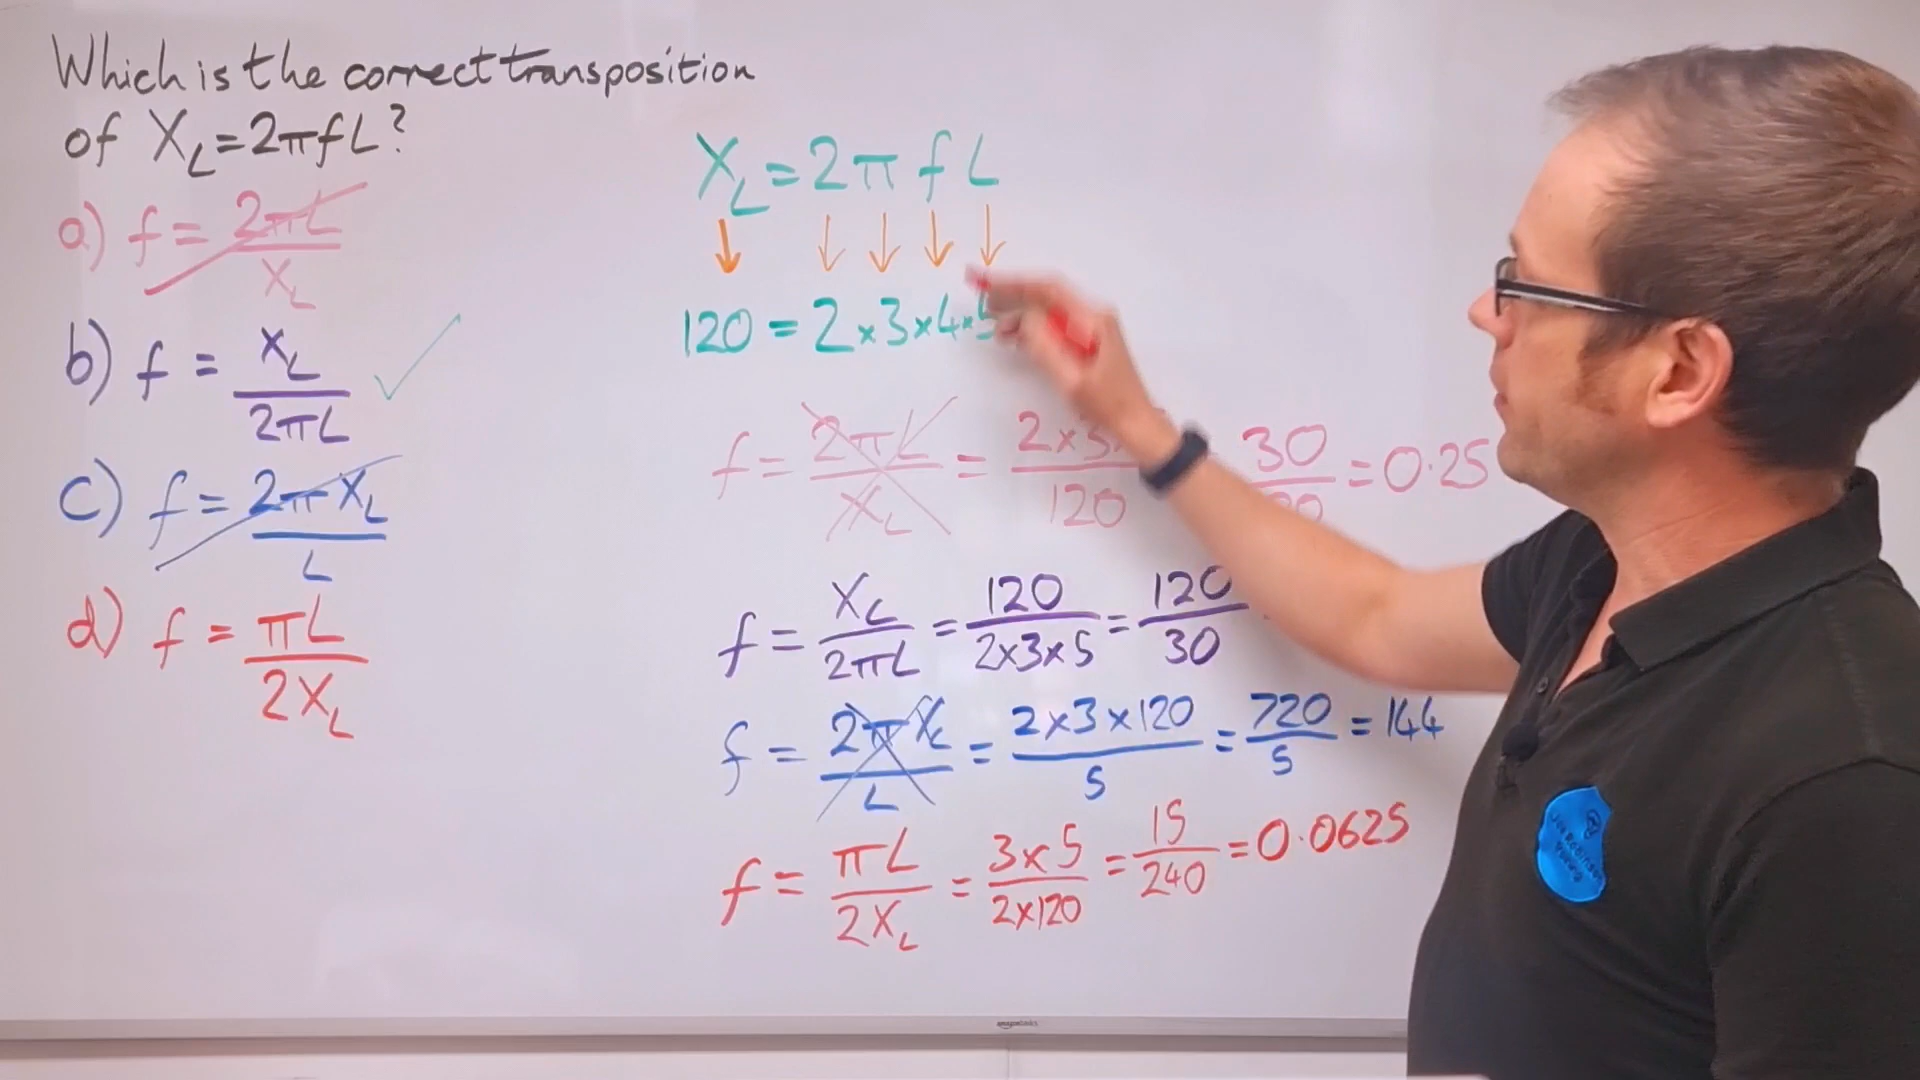 Which is the correct transposition
of X_L=2πfL?
a) f = 2πL / X_L
b) f = X_L / 2πL ✓
c) f = 2πX_L / L
d) f = πL / 2X_L
X_L = 2π f L
↓ ↓ ↓ ↓ ↓
120 = 2×3×4×5
f = 2πL / X_L = 2×3 / 120 30 = 0.25
f = X_L / 2πL = 120 / 2×3×5 = 120 / 30
f = 2πX_L / L = 2×3×120 / 5 = 720 / 5 = 144
f = πL / 2X_L = 3×5 / 2×120 = 15 / 240 = 0.0625